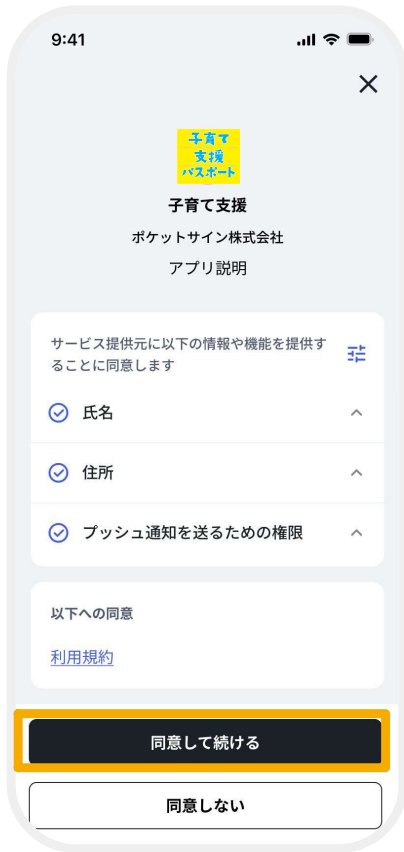 9:41
子育て
支援
パスポート
子育て支援
ポケットサイン株式会社
アプリ説明
サービス提供元に以下の情報や機能を提供す
ることに同意します
氏名
住所
プッシュ通知を送るための権限
以下への同意
利用規約
同意して続ける
同意しない